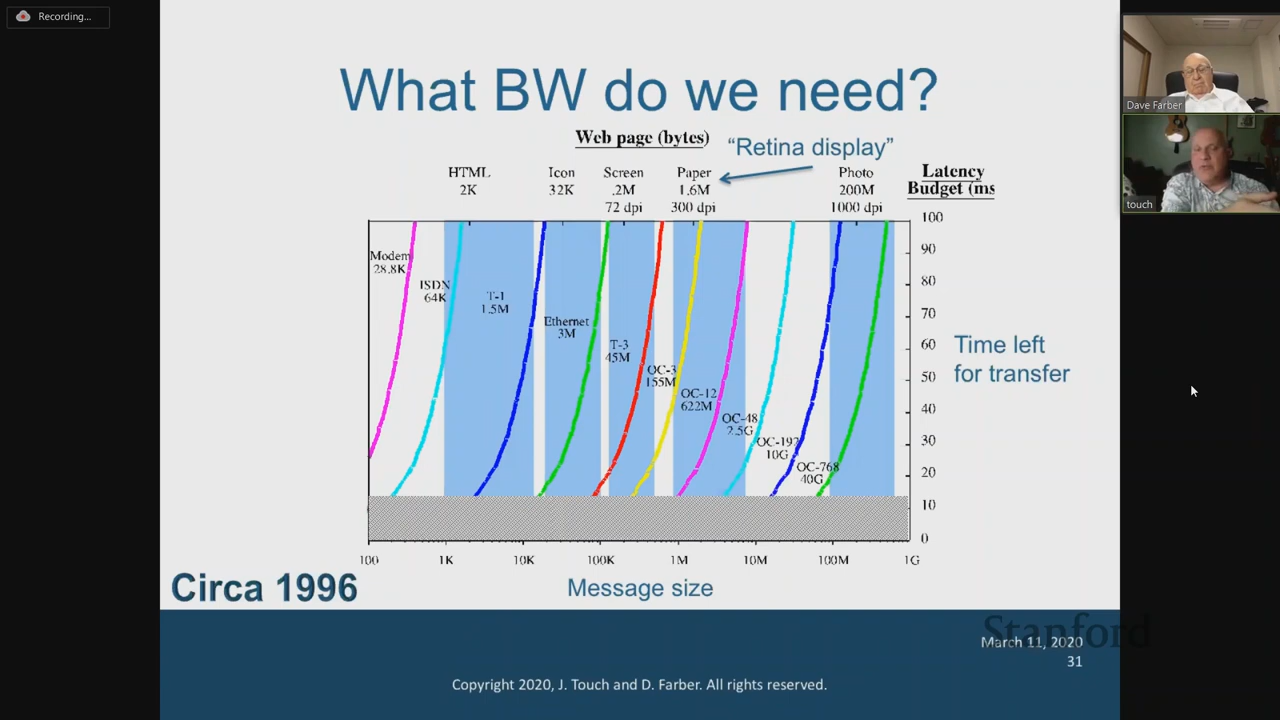 Recording...
What BW do we need?
Web page (bytes)
"Retina display"
HTML
2K
Icon
32K
Screen
.2M
72 dpi
Paper
1.6M
300 dpi
Photo
200M
1000 dpi
Latency
Budget (ms
Dave Farber
touch
100
90
80
70
60
50
40
30
20
10
0
Modem
28.8K
ISDN
64K
T-1
1.5M
Ethernet
3M
T-3
45M
OC-3
155M
OC-12
622M
OC-48
2.5G
OC-192
10G
OC-768
40G
Time left
for transfer
100
1K
10K
100K
1M
10M
100M
1G
Circa 1996
Message size
Stanford
March 11, 2020
31
Copyright 2020, J. Touch and D. Farber. All rights reserved.